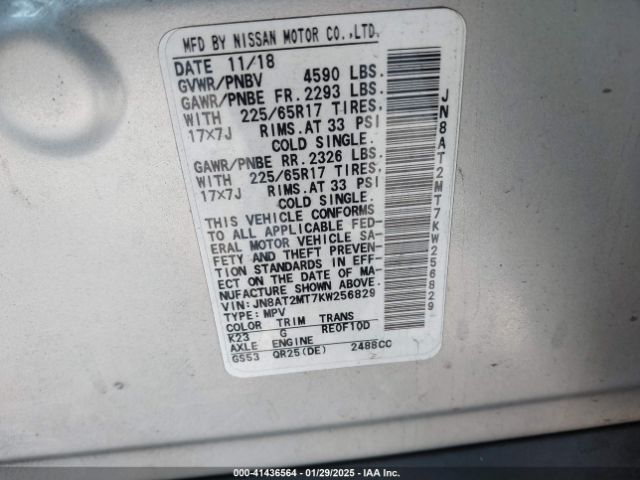 MFD BY NISSAN MOTOR CO.,LTD.
DATE 11/18
GVWR/PNBV 4590 LBS.
GAWR/PNBE FR. 2293 LBS.
WITH 225/65R17 TIRES,
17X7J RIMS.AT 33 PSI
COLD SINGLE.
GAWR/PNBE RR. 2326 LBS.
WITH 225/65R17 TIRES,
17X7J RIMS.AT 33 PSI
COLD SINGLE.
THIS VEHICLE CONFORMS
TO ALL APPLICABLE FED-
ERAL MOTOR VEHICLE SA-
FETY AND THEFT PREVEN-
TION STANDARDS IN EFF-
ECT ON THE DATE OF MA-
NUFACTURE SHOWN ABOVE.
VIN: JN8AT2MT7KW256829
TYPE: MPV
COLOR TRIM TRANS
K23 G RE0F10D
AXLE ENGINE
GS53 QR25(DE) 2488CC
JN8AT2MT7KW256829
000-41436564 - 01/29/2025 - IAA Inc.